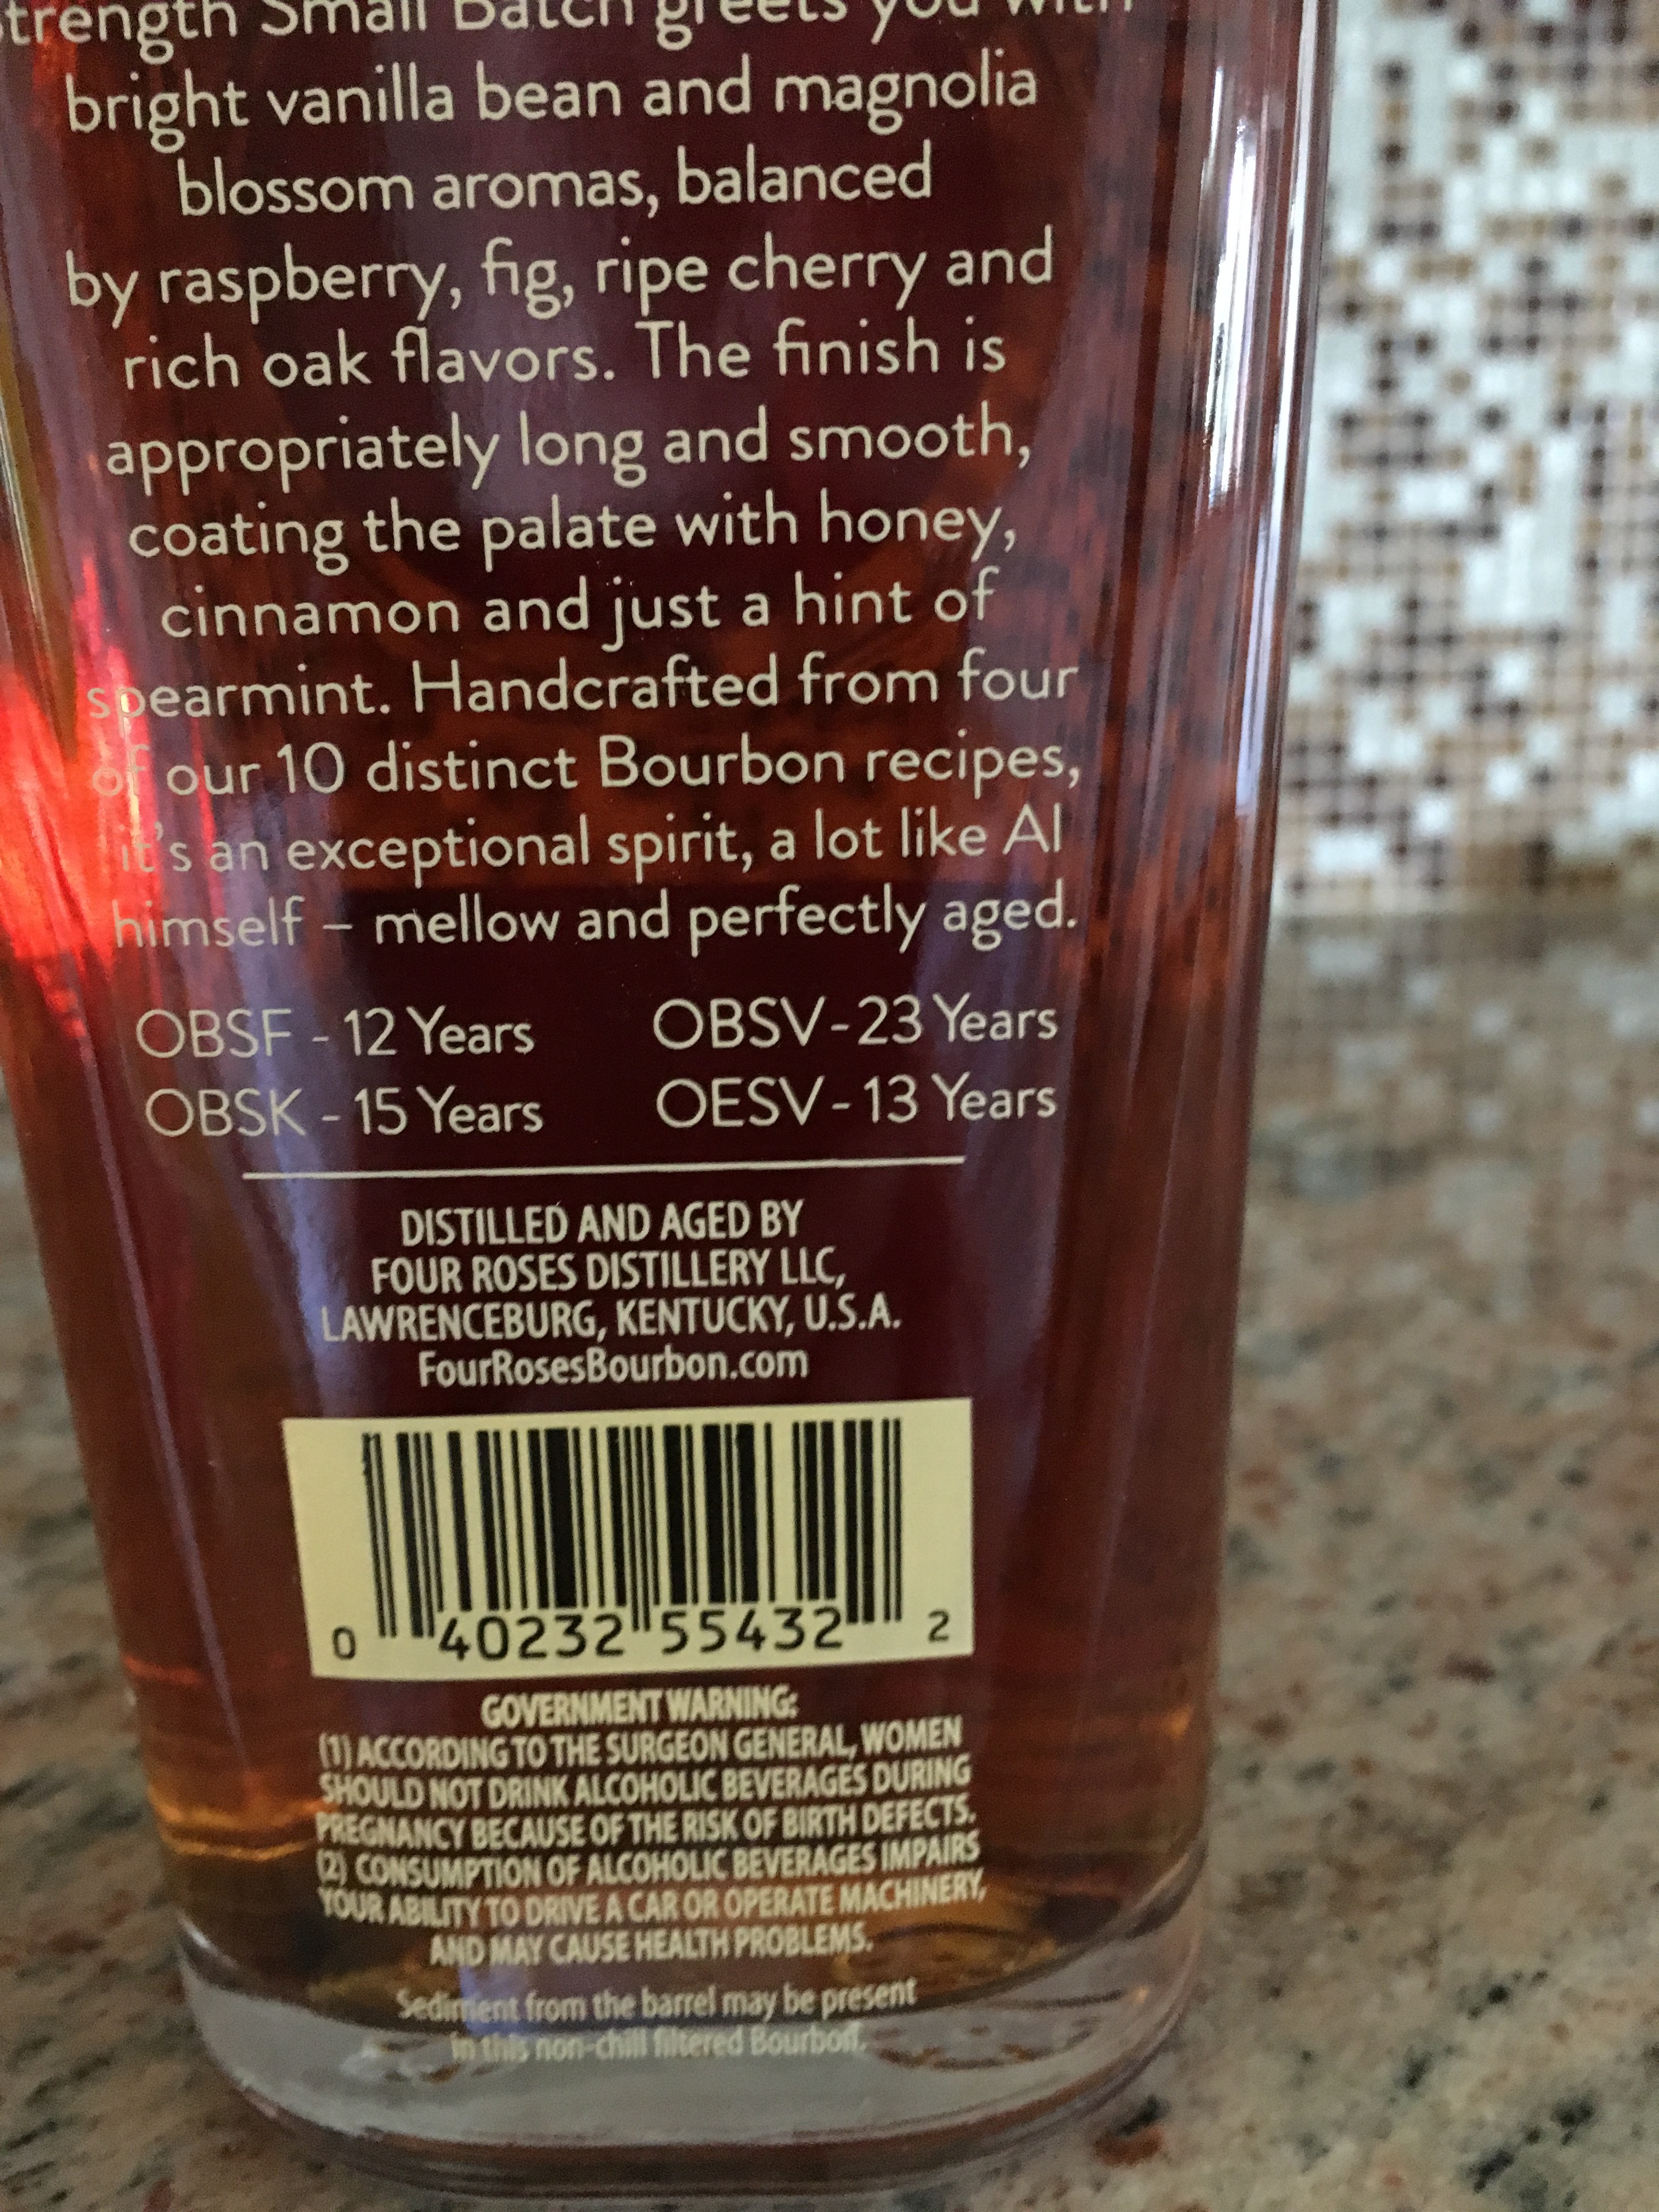 strength Small Batch greets you with
bright vanilla bean and magnolia
blossom aromas, balanced
by raspberry, fig, ripe cherry and
rich oak flavors. The finish is
appropriately long and smooth,
coating the palate with honey,
cinnamon and just a hint of
spearmint. Handcrafted from four
of our 10 distinct Bourbon recipes,
it's an exceptional spirit, a lot like Al
himself – mellow and perfectly aged.
OBSF - 12 Years OBSV - 23 Years
OBSK - 15 Years OESV - 13 Years
DISTILLED AND AGED BY
FOUR ROSES DISTILLERY LLC,
LAWRENCEBURG, KENTUCKY, U.S.A.
FourRosesBourbon.com
0 40232 55432 2
GOVERNMENT WARNING:
(1) ACCORDING TO THE SURGEON GENERAL, WOMEN
SHOULD NOT DRINK ALCOHOLIC BEVERAGES DURING
PREGNANCY BECAUSE OF THE RISK OF BIRTH DEFECTS.
(2) CONSUMPTION OF ALCOHOLIC BEVERAGES IMPAIRS
YOUR ABILITY TO DRIVE A CAR OR OPERATE MACHINERY,
AND MAY CAUSE HEALTH PROBLEMS.
Sediment from the barrel may be present
in this non-chill filtered Bourbon.